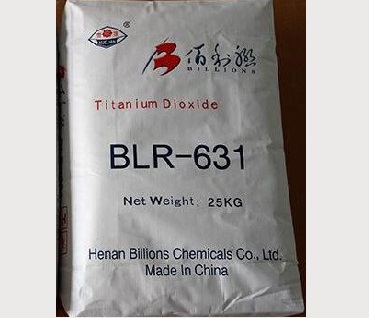 佰利联
BILLIONS
Titanium Dioxide
BLR-631
Net Weight: 25KG
Henan Billions Chemicals Co., Ltd.
Made In China